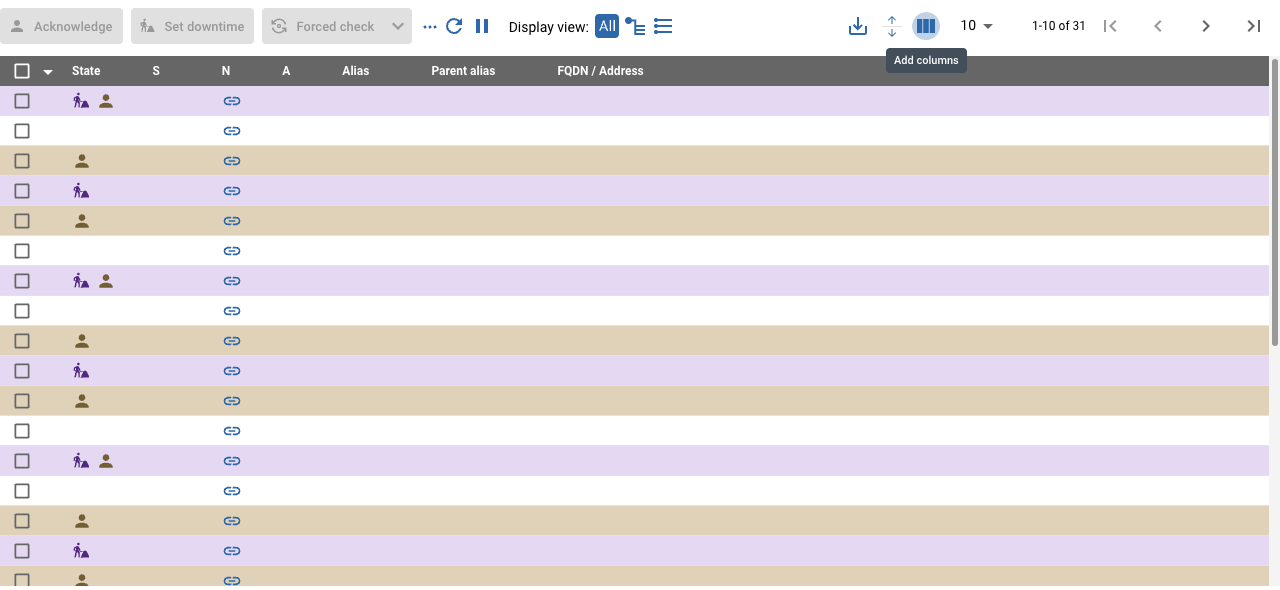 Acknowledge Set downtime Forced check Display view: All 10 1-10 of 31
Add columns
State S N A Alias Parent alias FQDN / Address